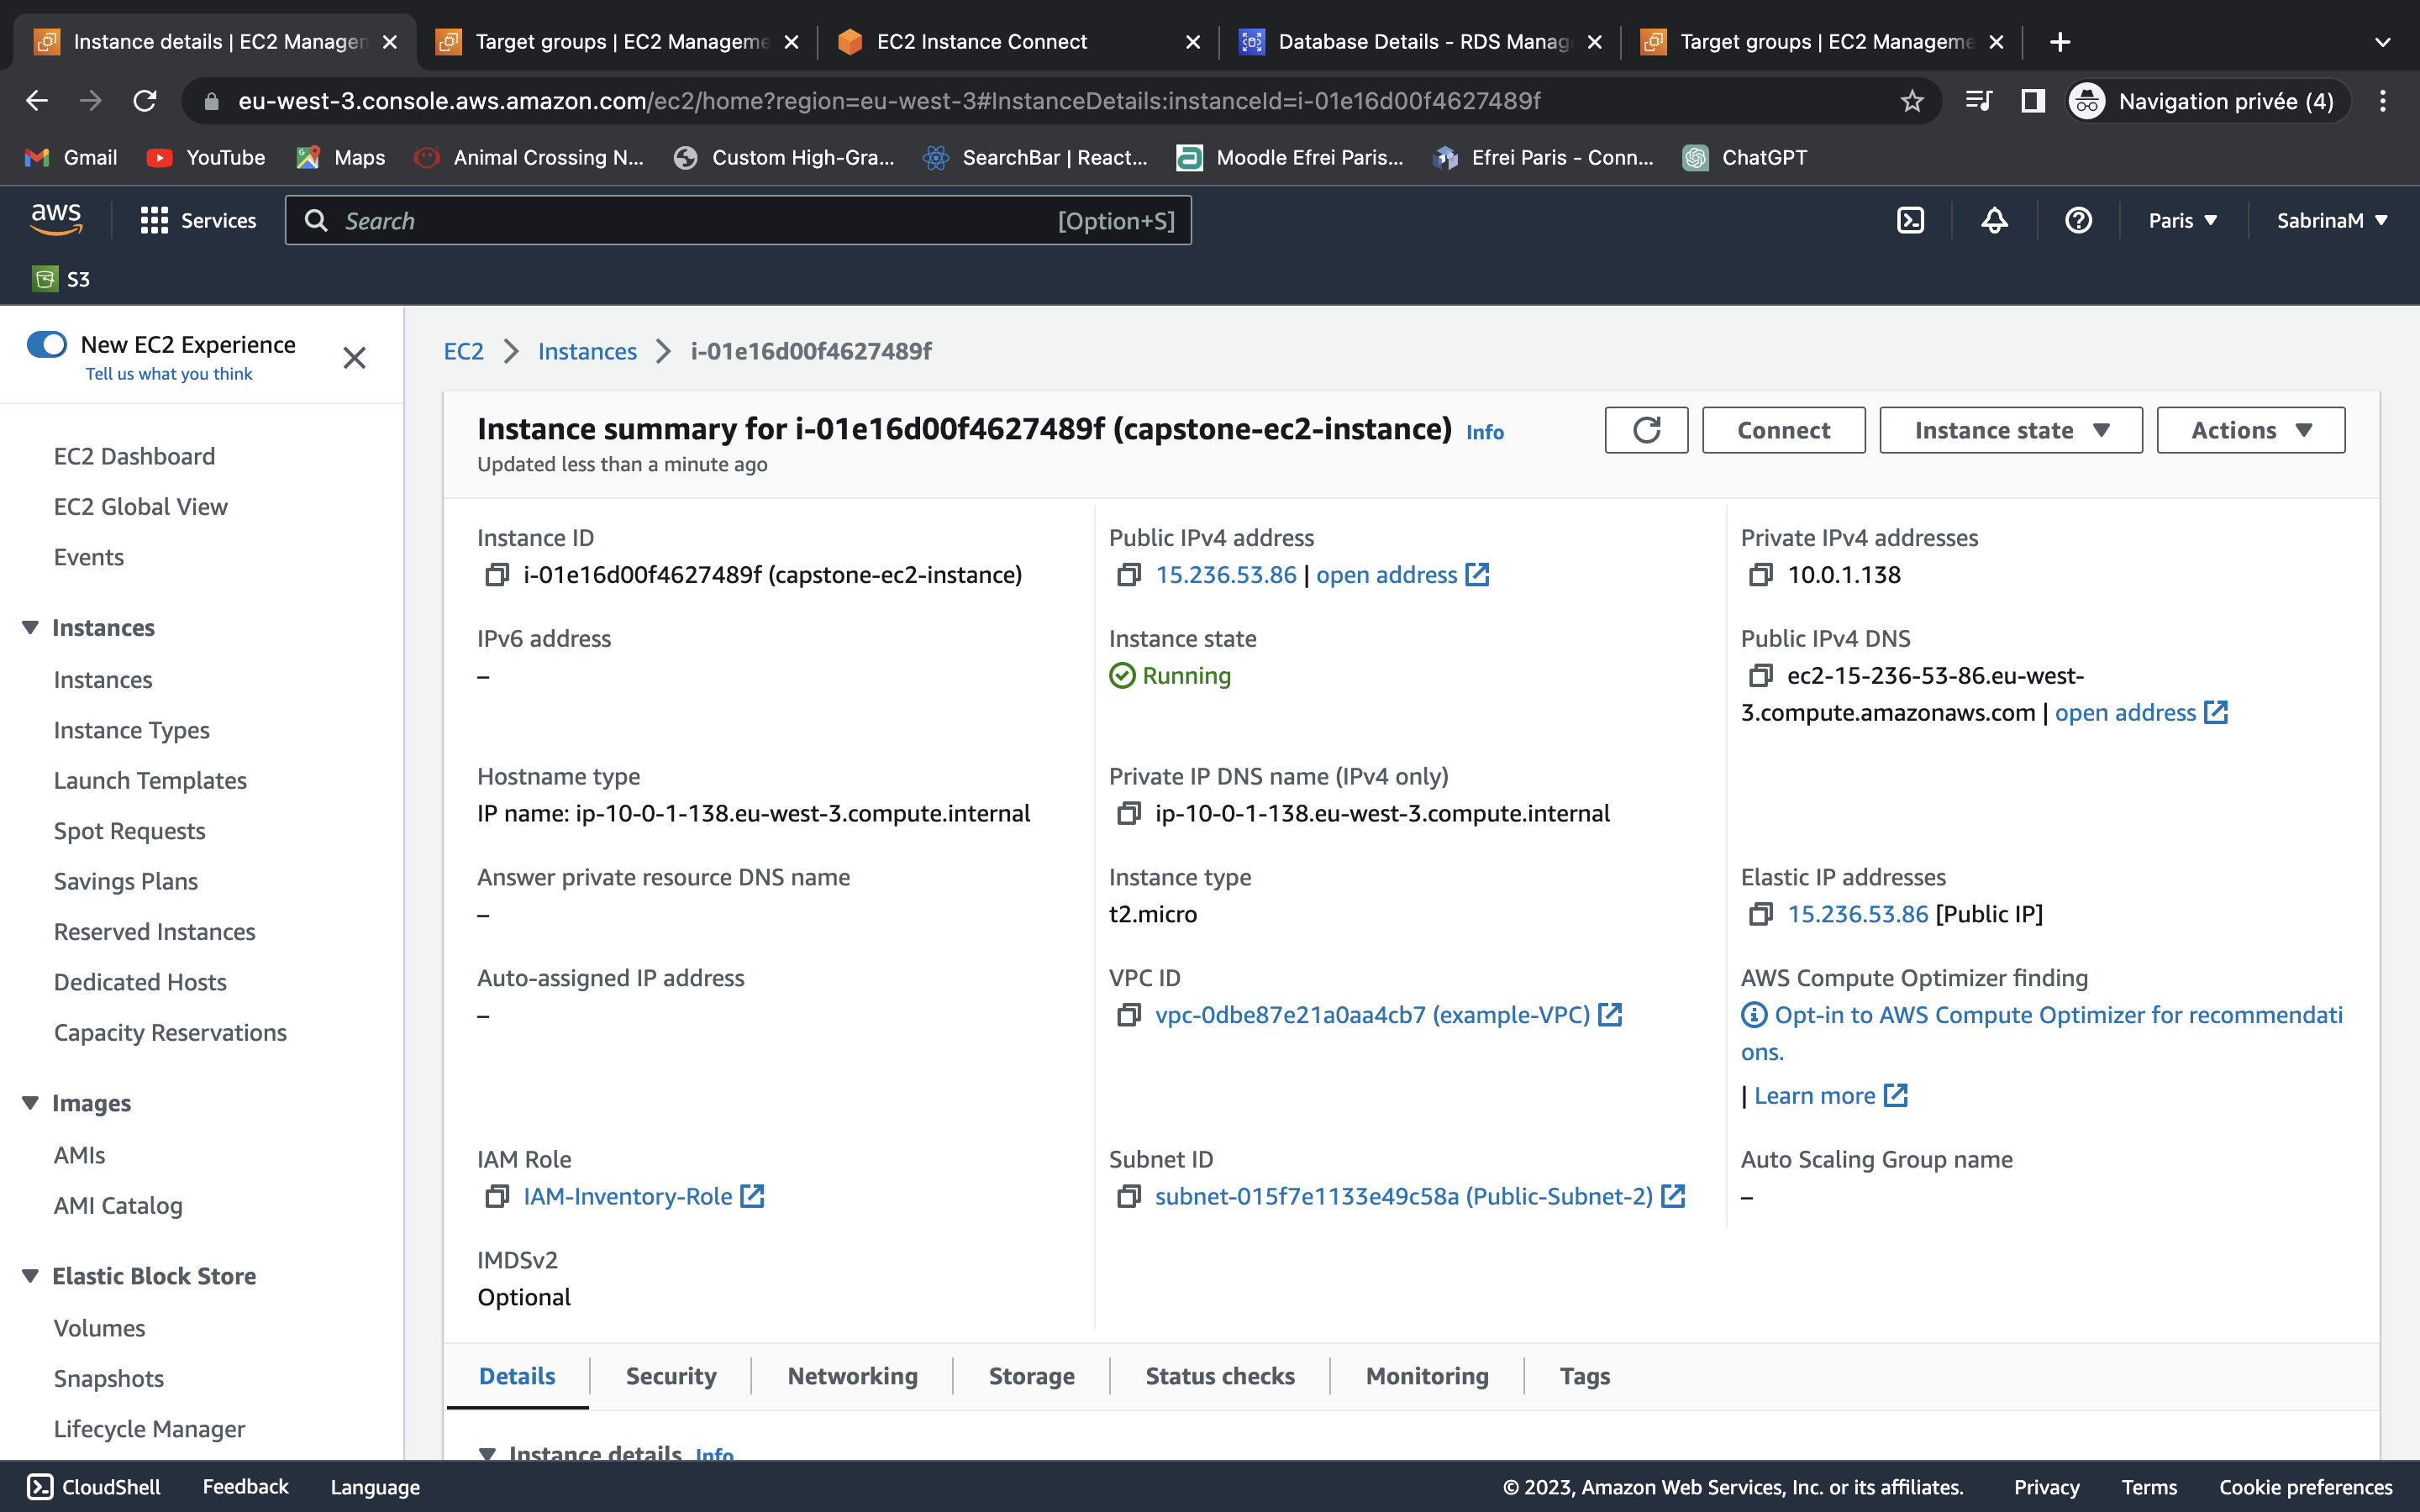 Instance details | EC2 Managen
Target groups | EC2 Manageme
EC2 Instance Connect
Database Details - RDS Manag
Target groups | EC2 Manageme
eu-west-3.console.aws.amazon.com/ec2/home?region=eu-west-3#InstanceDetails:instanceId=i-01e16d00f4627489f
Navigation privée (4)
Gmail
YouTube
Maps
Animal Crossing N...
Custom High-Gra...
SearchBar | React...
Moodle Efrei Paris...
Efrei Paris - Conn...
ChatGPT
aws
Services
Search
[Option+S]
Paris
SabrinaM
S3
New EC2 Experience
Tell us what you think
EC2 Dashboard
EC2 Global View
Events
Instances
Instances
Instance Types
Launch Templates
Spot Requests
Savings Plans
Reserved Instances
Dedicated Hosts
Capacity Reservations
Images
AMIs
AMI Catalog
Elastic Block Store
Volumes
Snapshots
Lifecycle Manager
EC2
Instances
i-01e16d00f4627489f
Instance summary for i-01e16d00f4627489f (capstone-ec2-instance) Info
Updated less than a minute ago
Connect
Instance state
Actions
Instance ID
i-01e16d00f4627489f (capstone-ec2-instance)
Public IPv4 address
15.236.53.86 | open address
Private IPv4 addresses
10.0.1.138
IPv6 address
–
Instance state
Running
Public IPv4 DNS
ec2-15-236-53-86.eu-west-
3.compute.amazonaws.com | open address
Hostname type
IP name: ip-10-0-1-138.eu-west-3.compute.internal
Private IP DNS name (IPv4 only)
ip-10-0-1-138.eu-west-3.compute.internal
Answer private resource DNS name
–
Instance type
t2.micro
Elastic IP addresses
15.236.53.86 [Public IP]
Auto-assigned IP address
–
VPC ID
vpc-0dbe87e21a0aa4cb7 (example-VPC)
AWS Compute Optimizer finding
Opt-in to AWS Compute Optimizer for recommendati
ons.
| Learn more
IAM Role
IAM-Inventory-Role
Subnet ID
subnet-015f7e1133e49c58a (Public-Subnet-2)
Auto Scaling Group name
–
IMDSv2
Optional
Details
Security
Networking
Storage
Status checks
Monitoring
Tags
Instance details Info
CloudShell
Feedback
Language
© 2023, Amazon Web Services, Inc. or its affiliates.
Privacy
Terms
Cookie preferences